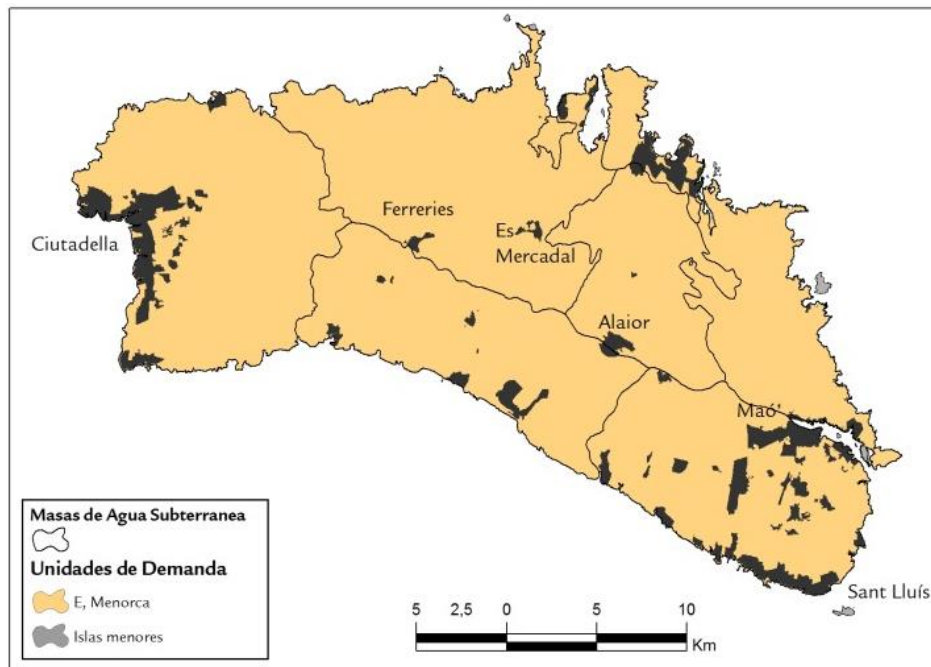 Ferreries
Es
Mercadal
Ciutadella
Alaior
Maó
Sant Lluís
Masas de Agua Subterranea
Unidades de Demanda
E, Menorca
Islas menores
5 2,5 0 5 10
Km